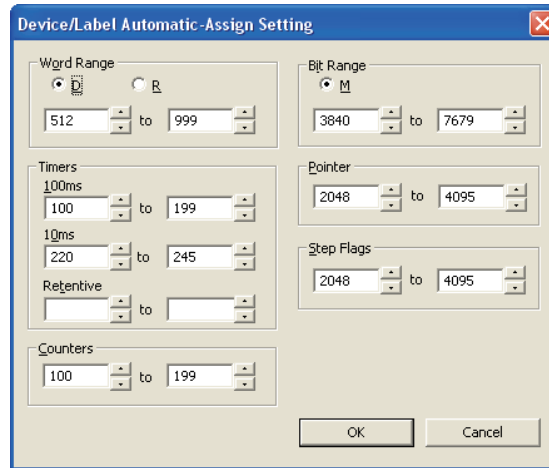 Device/Label Automatic-Assign Setting
Word Range
D R
512 to 999
Timers
100ms
100 to 199
10ms
220 to 245
Retentive
to
Counters
100 to 199
Bit Range
M
3840 to 7679
Pointer
2048 to 4095
Step Flags
2048 to 4095
OK Cancel